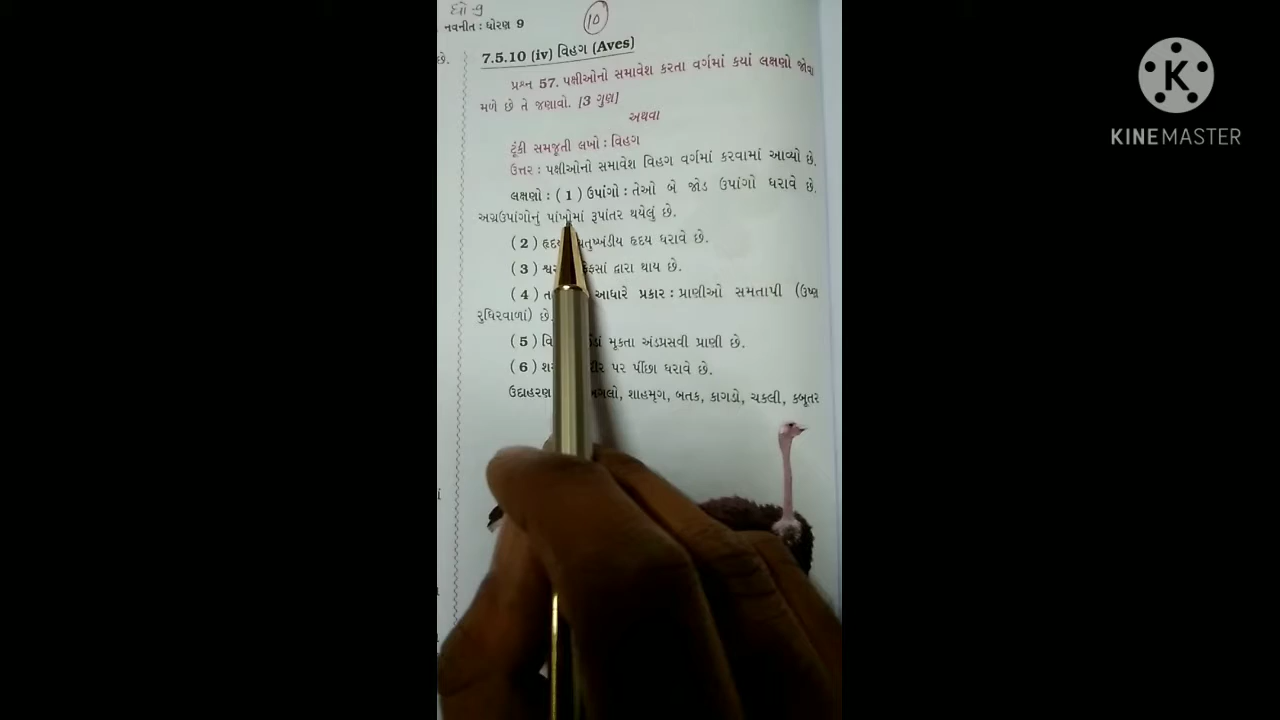 ધો 9
10
નવનીત : ધોરણ 9
છે.
7.5.10 (iv) વિહગ (Aves)
પ્રશ્ન 57. પક્ષીઓનો સમાવેશ કરતા વર્ગમાં કયાં લક્ષણો જોવા
મળે છે તે જણાવો. [3 ગુણ]
અથવા
ટૂંકી સમજૂતી લખો : વિહગ
ઉત્તર : પક્ષીઓનો સમાવેશ વિહગ વર્ગમાં કરવામાં આવ્યો છે.
લક્ષણો : ( 1 ) ઉપાંગો : તેઓ બે જોડ ઉપાંગો ધરાવે છે.
અગ્રઉપાંગોનું પાંખોમાં રૂપાંતર થયેલું છે.
( 2 ) ચતુષ્ખંડીય હૃદય ધરાવે છે.
( 3 ) દ્વારા થાય છે.
( 4 ) આધારે પ્રકાર : પ્રાણીઓ સમતાપી (ઉષ્ણ
રુધિરવાળાં) છે.
( 5 ) મૂકતા અંડપ્રસવી પ્રાણી છે.
( 6 ) પર પીંછા ધરાવે છે.
ઉદાહરણ બગલો, શાહમૃગ, બતક, કાગડો, ચકલી, કબૂતર
K
KINEMASTER